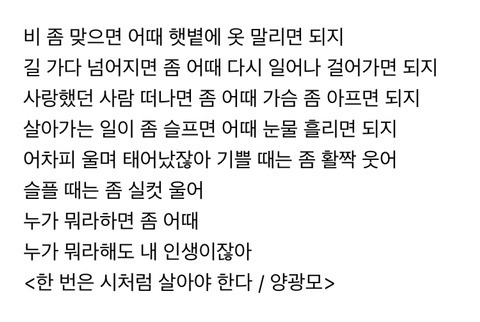 비 좀 맞으면 어때 햇볕에 옷 말리면 되지
길 가다 넘어지면 좀 어때 다시 일어나 걸어가면 되지
사랑했던 사람 떠나면 좀 어때 가슴 좀 아프면 되지
살아가는 일이 좀 슬프면 어때 눈물 흘리면 되지
어차피 울며 태어났잖아 기쁠 때는 좀 활짝 웃어
슬플 때는 좀 실컷 울어
누가 뭐라하면 좀 어때
누가 뭐라해도 내 인생이잖아
<한 번은 시처럼 살아야 한다 / 양광모>